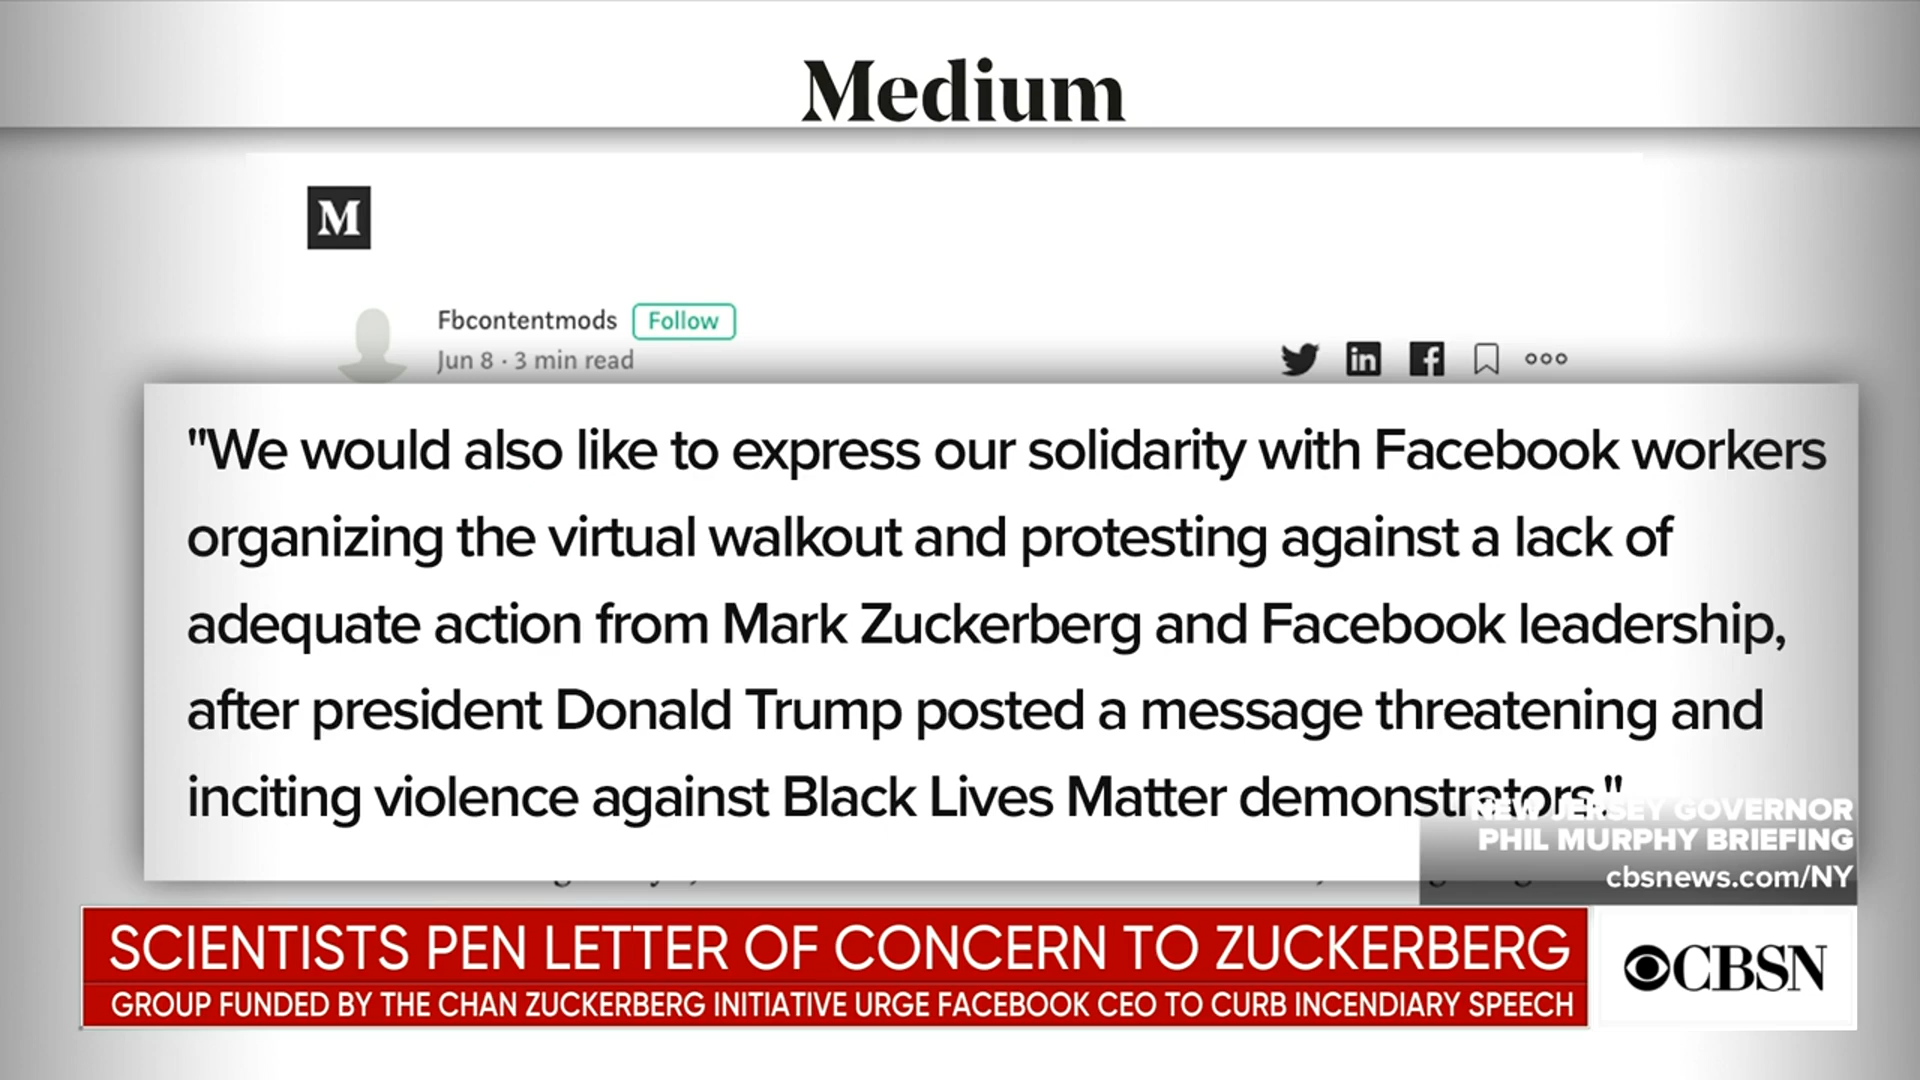 Medium
M
Fbcontentmods Follow
Jun 8 · 3 min read
"We would also like to express our solidarity with Facebook workers
organizing the virtual walkout and protesting against a lack of
adequate action from Mark Zuckerberg and Facebook leadership,
after president Donald Trump posted a message threatening and
inciting violence against Black Lives Matter demonstrators."
NEW JERSEY GOVERNOR
PHIL MURPHY BRIEFING
cbsnews.com/NY
SCIENTISTS PEN LETTER OF CONCERN TO ZUCKERBERG
GROUP FUNDED BY THE CHAN ZUCKERBERG INITIATIVE URGE FACEBOOK CEO TO CURB INCENDIARY SPEECH
CBSN